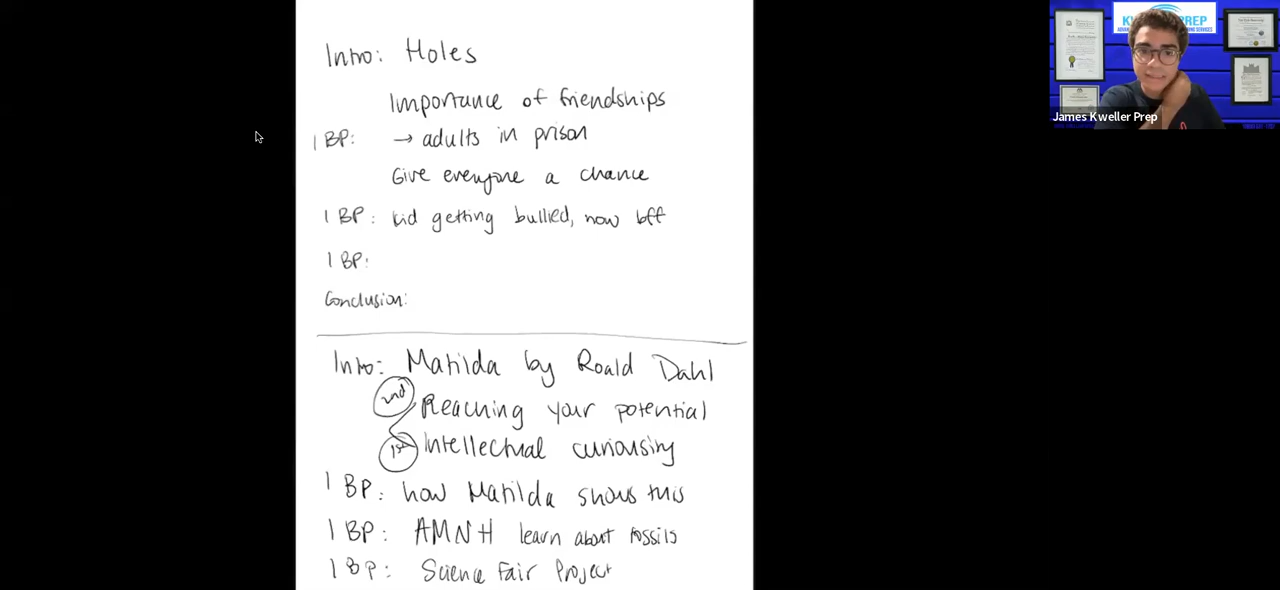 Intro: Holes
Importance of friendships
1 BP: → adults in prison
Give everyone a chance
1 BP: kid getting bullied, now bff
1 BP:
Conclusion:
Intro: Matilda by Roald Dahl
2nd Reaching your potential
1st Intellectual curiousing
1 BP: how Matilda shows this
1 BP: AMNH learn about fossils
1 BP: Science Fair Project
PREP
James Kweller Prep